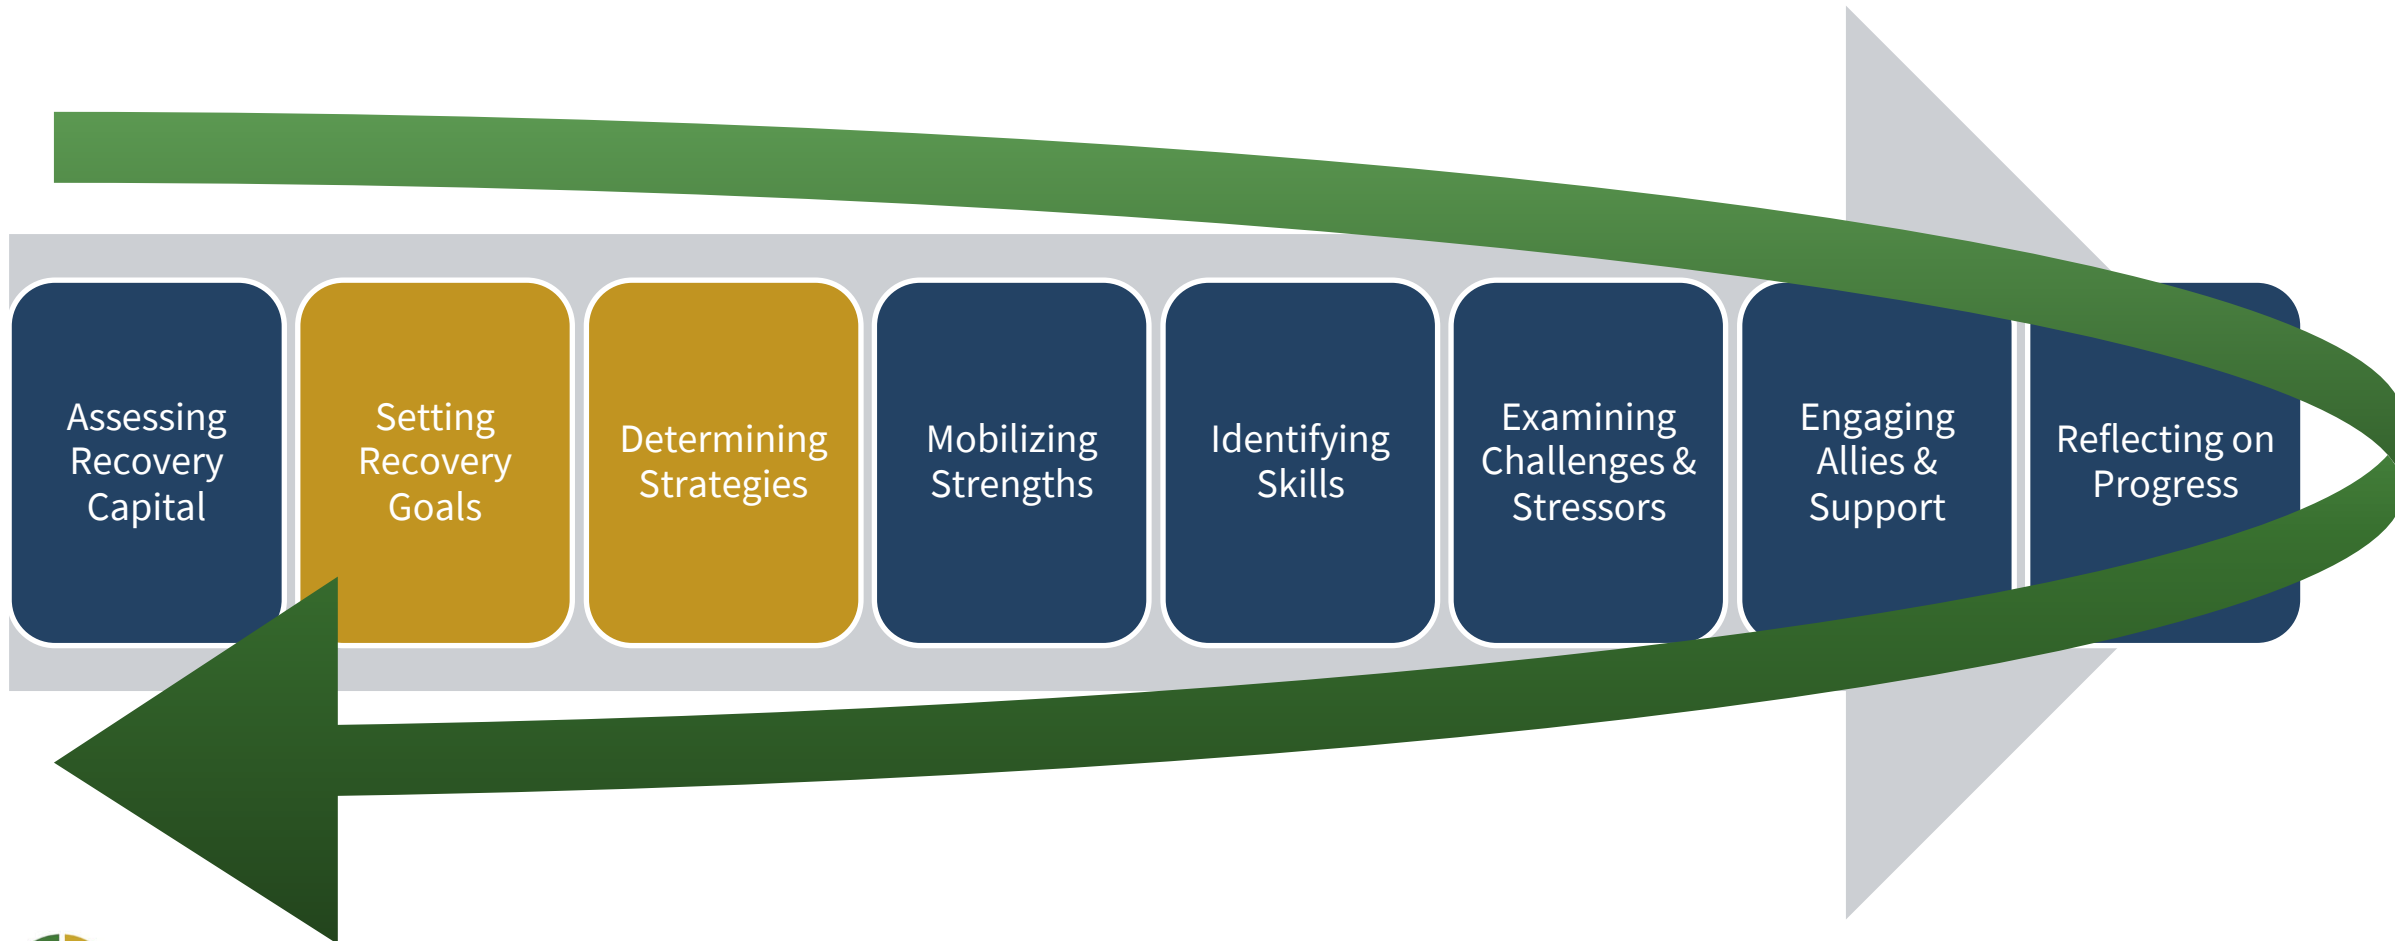 Assessing
Recovery
Capital
Setting
Recovery
Goals
Determining
Strategies
Mobilizing
Strengths
Identifying
Skills
Examining
Challenges &
Stressors
Engaging
Allies &
Support
Reflecting on
Progress